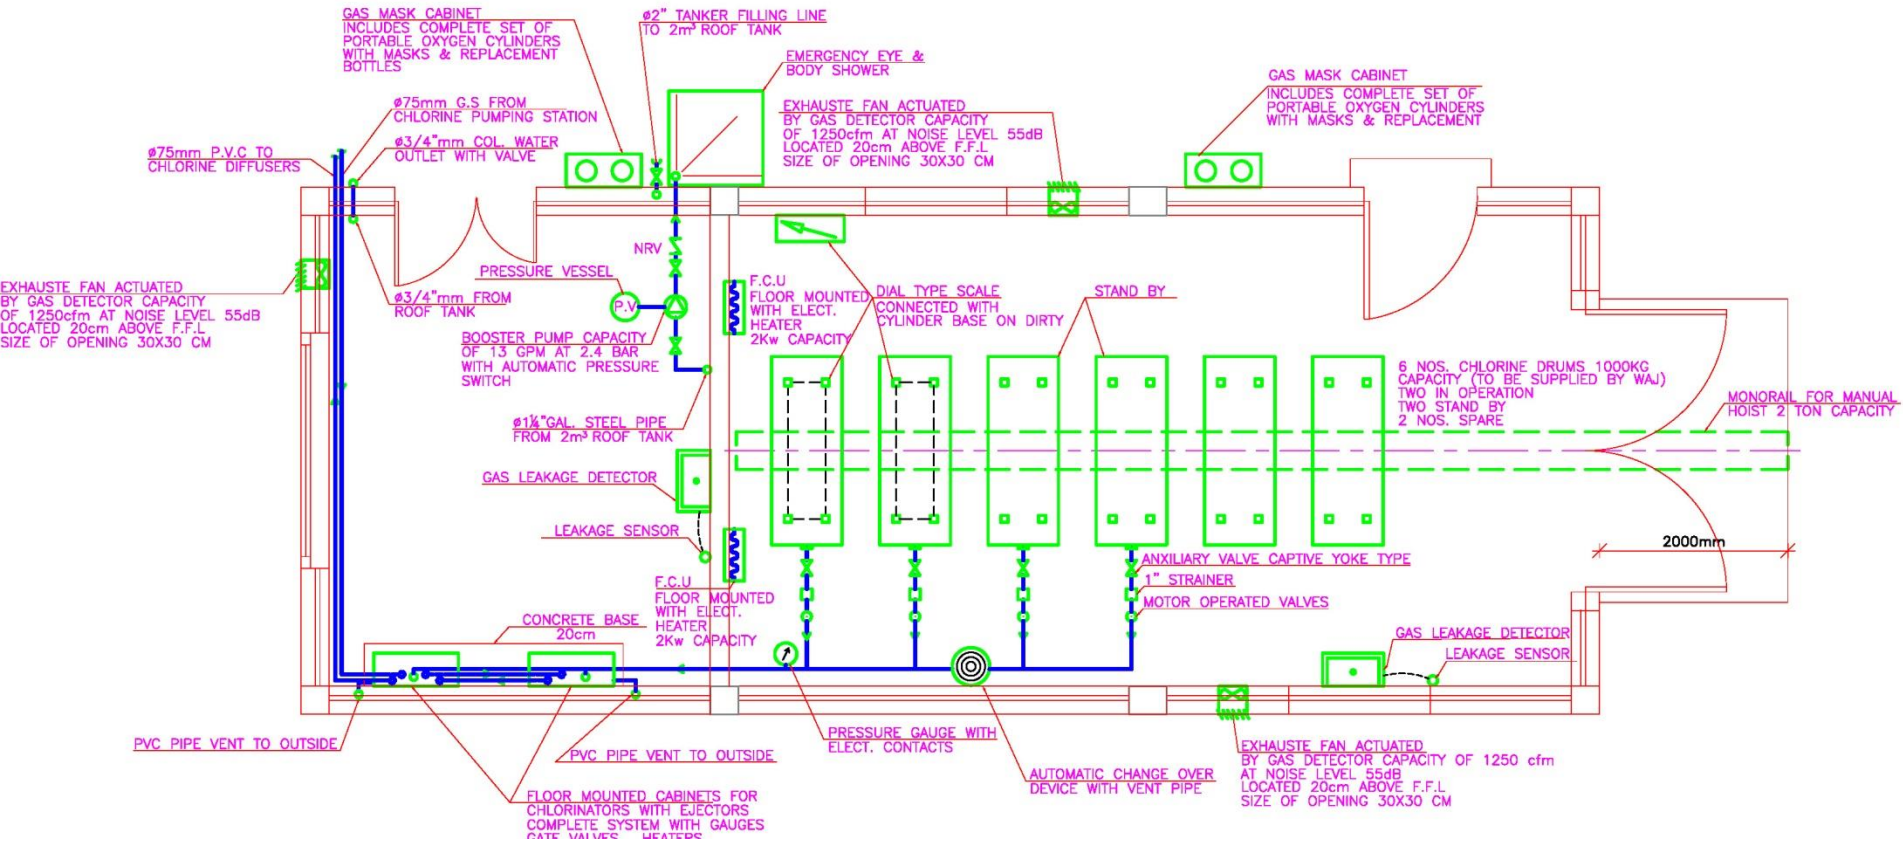 GAS MASK CABINET
INCLUDES COMPLETE SET OF
PORTABLE OXYGEN CYLINDERS
WITH MASKS & REPLACEMENT
BOTTLES
ø2" TANKER FILLING LINE
TO 2m³ ROOF TANK
EMERGENCY EYE &
BODY SHOWER
GAS MASK CABINET
INCLUDES COMPLETE SET OF
PORTABLE OXYGEN CYLINDERS
WITH MASKS & REPLACEMENT
ø75mm G.S FROM
CHLORINE PUMPING STATION
EXHAUSTE FAN ACTUATED
BY GAS DETECTOR CAPACITY
OF 1250cfm AT NOISE LEVEL 55dB
LOCATED 20cm ABOVE F.F.L
SIZE OF OPENING 30X30 CM
ø3/4"mm COL. WATER
OUTLET WITH VALVE
ø75mm P.V.C TO
CHLORINE DIFFUSERS
NRV
PRESSURE VESSEL
P.V
EXHAUSTE FAN ACTUATED
BY GAS DETECTOR CAPACITY
OF 1250cfm AT NOISE LEVEL 55dB
LOCATED 20cm ABOVE F.F.L
SIZE OF OPENING 30X30 CM
ø3/4"mm FROM
ROOF TANK
F.C.U
FLOOR MOUNTED
WITH ELECT.
HEATER
2Kw CAPACITY
DIAL TYPE SCALE
CONNECTED WITH
CYLINDER BASE ON DIRTY
STAND BY
BOOSTER PUMP CAPACITY
OF 13 GPM AT 2.4 BAR
WITH AUTOMATIC PRESSURE
SWITCH
6 NOS. CHLORINE DRUMS 1000KG
CAPACITY (TO BE SUPPLIED BY WAJ)
TWO IN OPERATION
TWO STAND BY
2 NOS. SPARE
MONORAIL FOR MANUAL
HOIST 2 TON CAPACITY
ø1¼"GAL. STEEL PIPE
FROM 2m³ ROOF TANK
GAS LEAKAGE DETECTOR
LEAKAGE SENSOR
2000mm
ANXILIARY VALVE CAPTIVE YOKE TYPE
1" STRAINER
MOTOR OPERATED VALVES
F.C.U
FLOOR MOUNTED
WITH ELECT.
HEATER
2Kw CAPACITY
CONCRETE BASE
20cm
GAS LEAKAGE DETECTOR
LEAKAGE SENSOR
PVC PIPE VENT TO OUTSIDE
PVC PIPE VENT TO OUTSIDE
PRESSURE GAUGE WITH
ELECT. CONTACTS
AUTOMATIC CHANGE OVER
DEVICE WITH VENT PIPE
EXHAUSTE FAN ACTUATED
BY GAS DETECTOR CAPACITY OF 1250 cfm
AT NOISE LEVEL 55dB
LOCATED 20cm ABOVE F.F.L
SIZE OF OPENING 30X30 CM
FLOOR MOUNTED CABINETS FOR
CHLORINATORS WITH EJECTORS
COMPLETE SYSTEM WITH GAUGES
GATE VALVES HEATERS